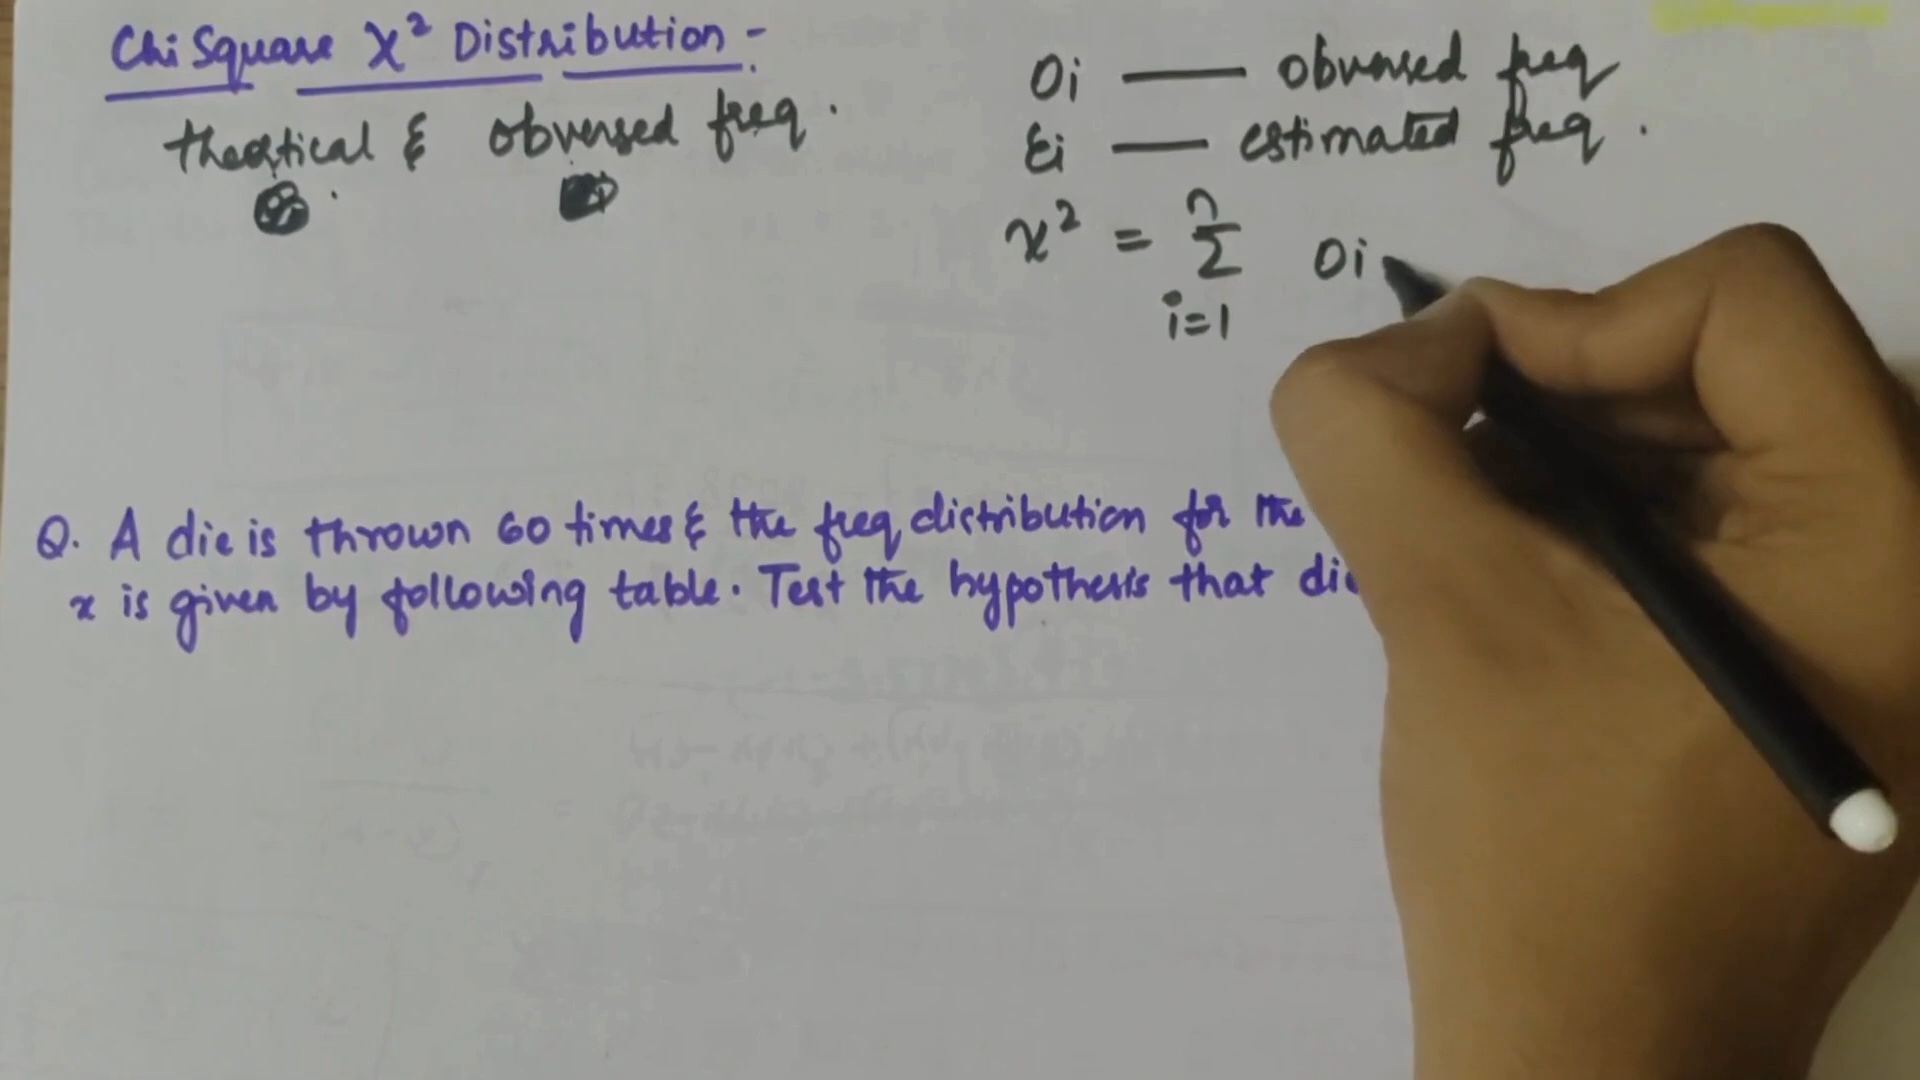 Chi Square χ² Distribution -
theortical & obversed freq.
Oi — obversed freq
Ei — estimated freq.
χ² = n Σ i=1 Oi
Q. A die is thrown 60 times & the freq distribution for the
x is given by following table. Test the hypothesis that die